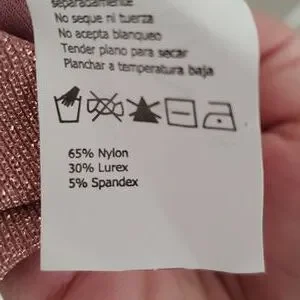 separadamente
No seque ni tuerza
No acepta blanqueo
Tender plano para secar
Planchar a temperatura baja
65% Nylon
30% Lurex
5% Spandex